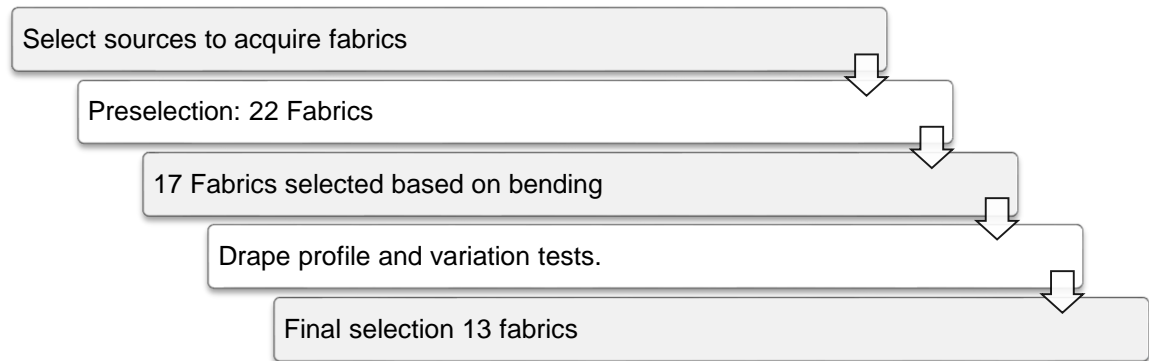 Select sources to acquire fabrics
Preselection: 22 Fabrics
17 Fabrics selected based on bending
Drape profile and variation tests.
Final selection 13 fabrics